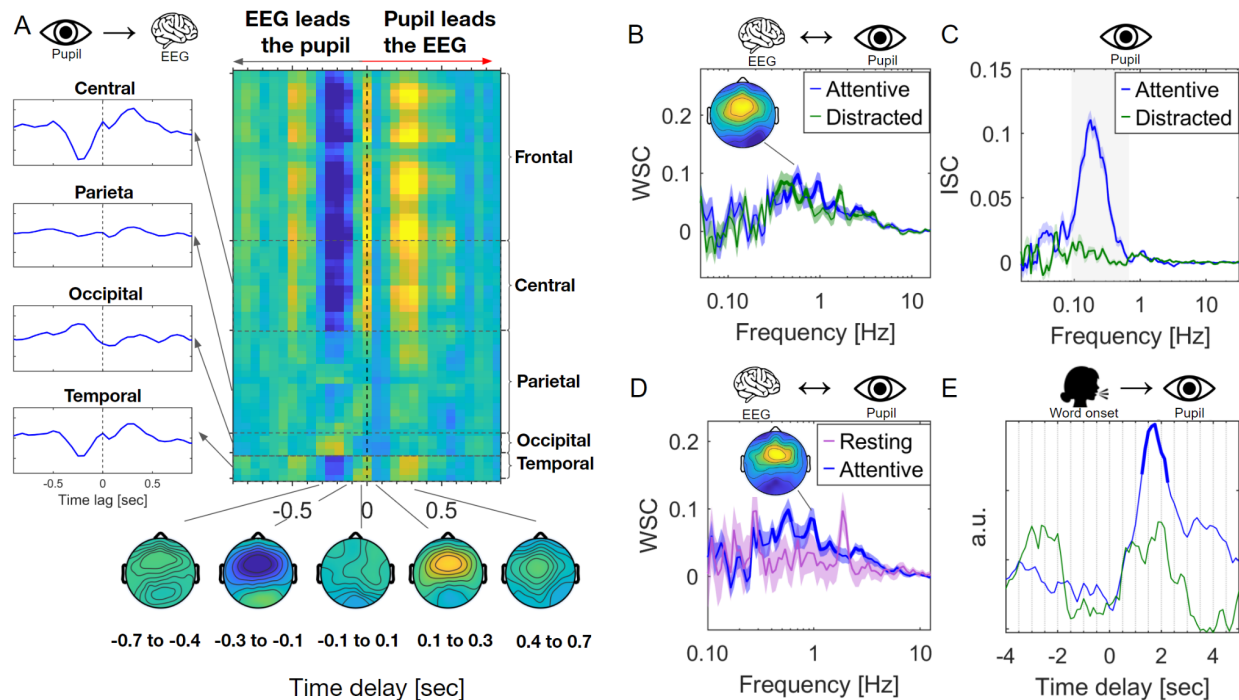 A
Pupil
EEG
EEG leads
the pupil
Pupil leads
the EEG
Central
Parieta
Occipital
Temporal
-0.5
0
0.5
Time lag [sec]
Frontal
Central
Parietal
Occipital
Temporal
-0.5
0
0.5
-0.7 to -0.4
-0.3 to -0.1
-0.1 to 0.1
0.1 to 0.3
0.4 to 0.7
Time delay [sec]
B
EEG
Pupil
Attentive
Distracted
WSC
0.2
0.1
0
0.10
1
10
Frequency [Hz]
C
Pupil
Attentive
Distracted
ISC
0.15
0.1
0.05
0
0.10
1
10
Frequency [Hz]
D
EEG
Pupil
Resting
Attentive
WSC
0.2
0.1
0
0.10
1
10
Frequency [Hz]
E
Word onset
Pupil
a.u.
-4
-2
0
2
4
Time delay [sec]